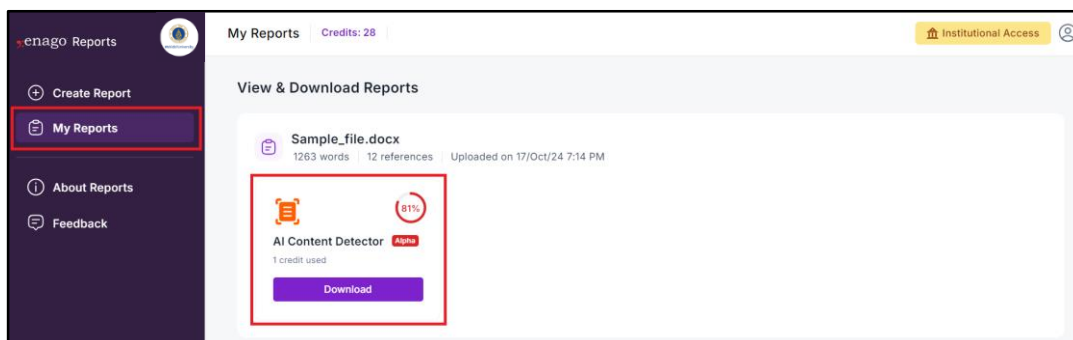 enago Reports
Create Report
My Reports
About Reports
Feedback
My Reports Credits: 28 Institutional Access
View & Download Reports
Sample_file.docx
1263 words 12 references Uploaded on 17/Oct/24 7:14 PM
81%
AI Content Detector Alpha
1 credit used
Download